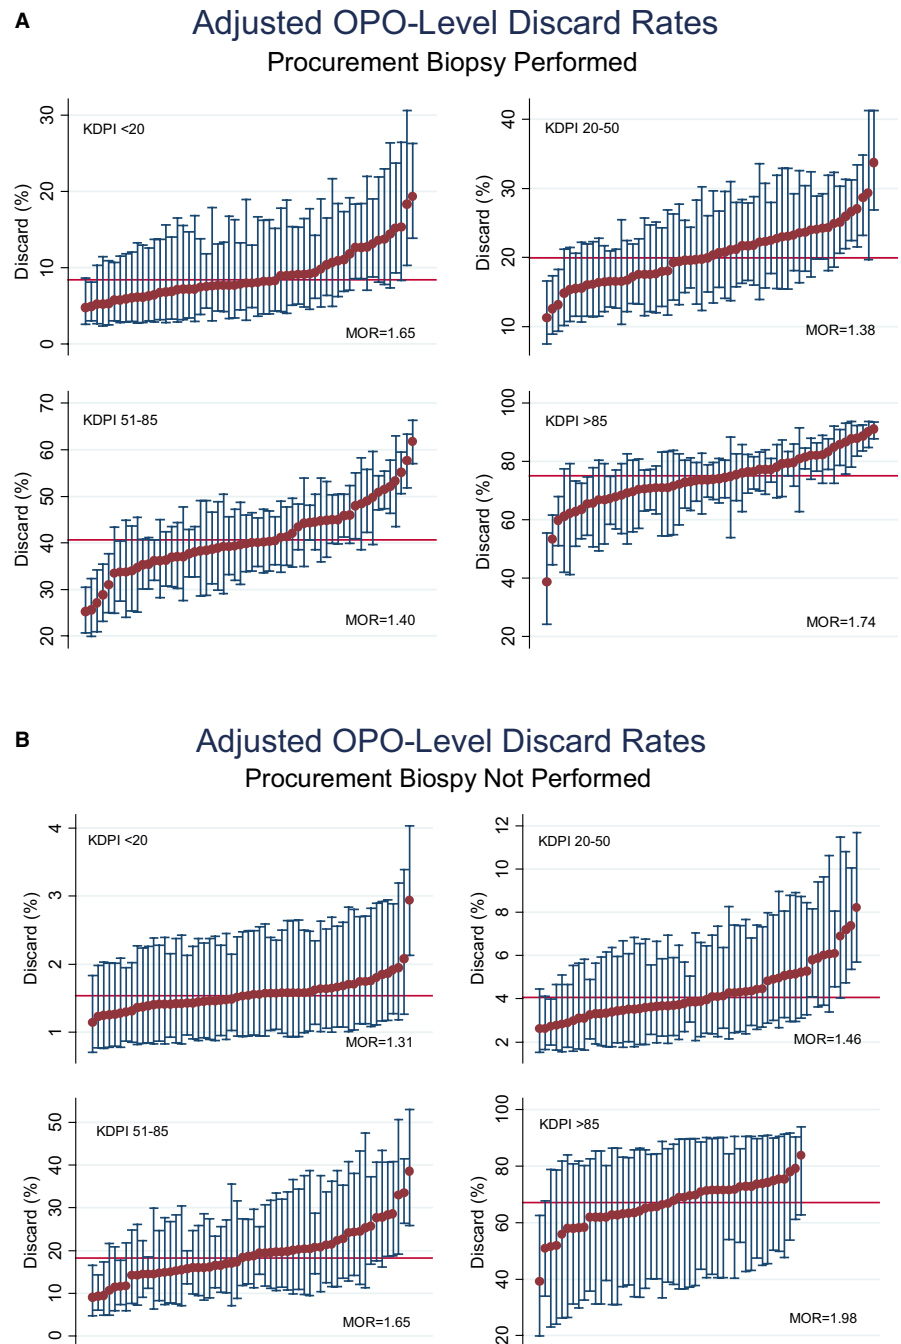 A
Adjusted OPO-Level Discard Rates
Procurement Biopsy Performed
Discard (%)
30
20
10
0
KDPI <20
MOR=1.65
Discard (%)
40
30
20
10
KDPI 20-50
MOR=1.38
Discard (%)
70
60
50
40
30
20
KDPI 51-85
MOR=1.40
Discard (%)
100
80
60
40
20
KDPI >85
MOR=1.74
B
Adjusted OPO-Level Discard Rates
Procurement Biospy Not Performed
Discard (%)
4
3
2
1
KDPI <20
MOR=1.31
Discard (%)
12
10
8
6
4
2
KDPI 20-50
MOR=1.46
Discard (%)
50
40
30
20
10
0
KDPI 51-85
MOR=1.65
Discard (%)
100
80
60
40
20
KDPI >85
MOR=1.98